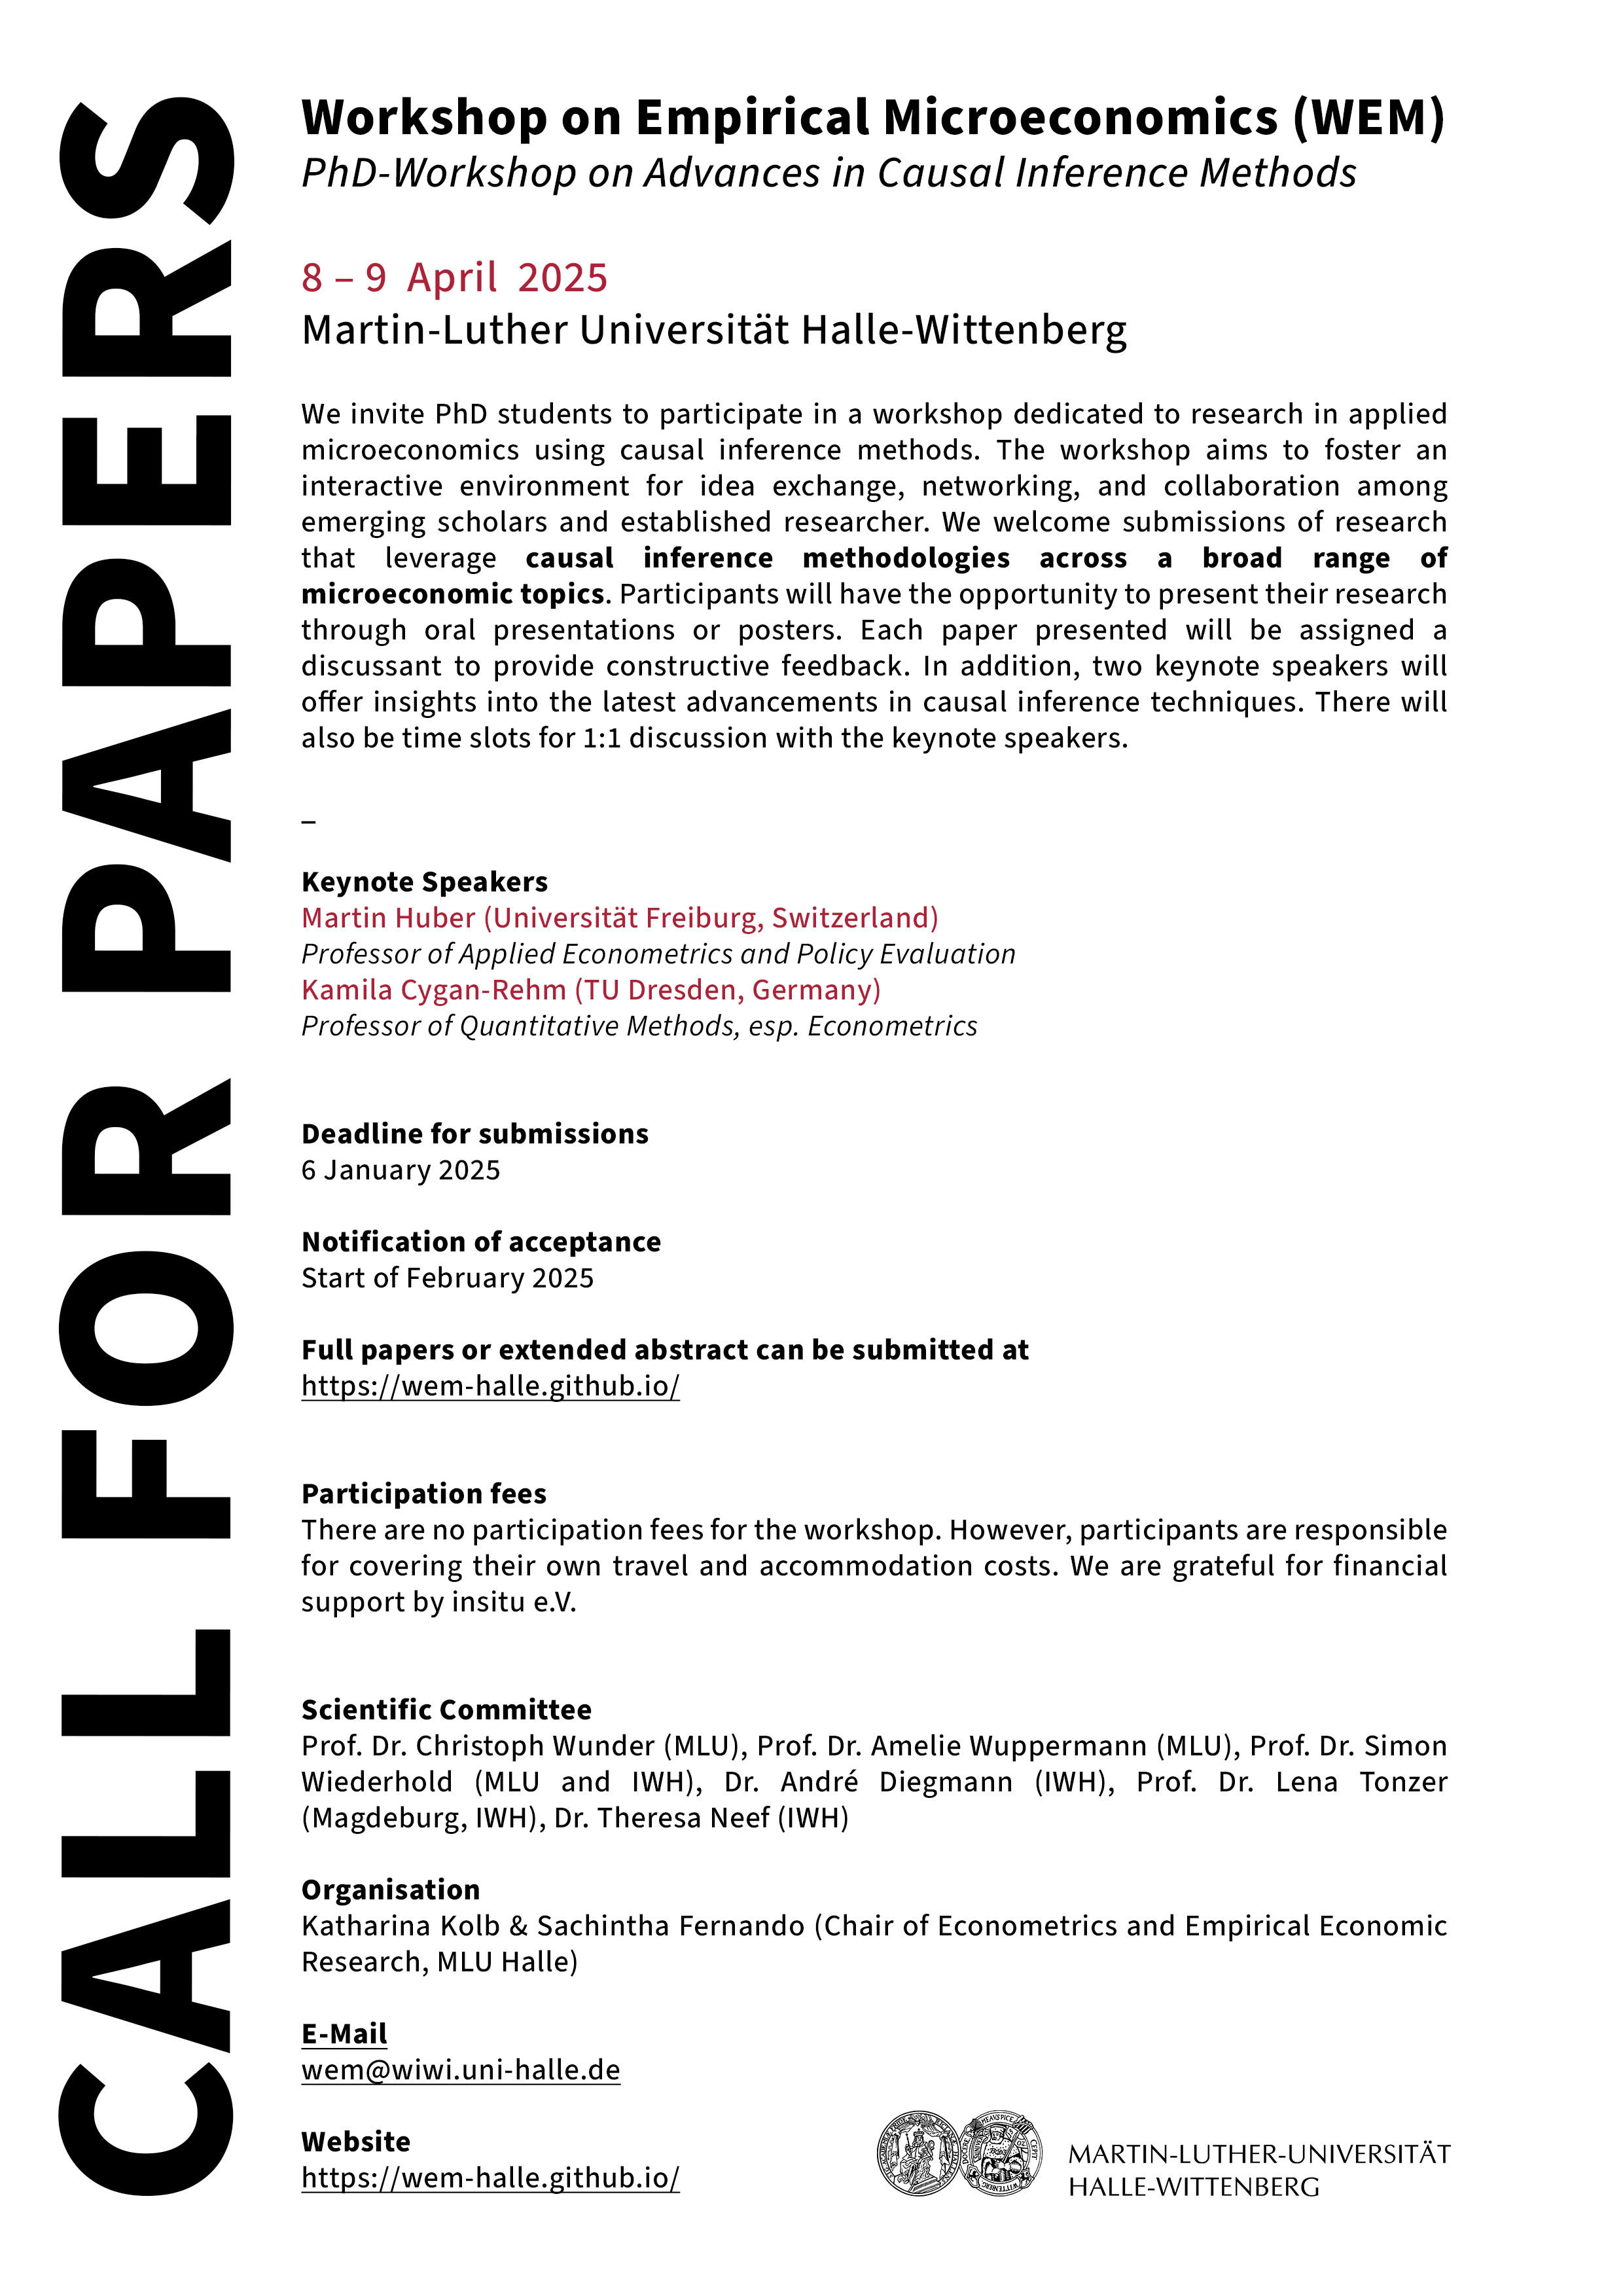 CALL FOR PAPERS
Workshop on Empirical Microeconomics (WEM)
PhD-Workshop on Advances in Causal Inference Methods
8 – 9 April 2025
Martin-Luther Universität Halle-Wittenberg
We invite PhD students to participate in a workshop dedicated to research in applied
microeconomics using causal inference methods. The workshop aims to foster an
interactive environment for idea exchange, networking, and collaboration among
emerging scholars and established researcher. We welcome submissions of research
that leverage causal inference methodologies across a broad range of
microeconomic topics. Participants will have the opportunity to present their research
through oral presentations or posters. Each paper presented will be assigned a
discussant to provide constructive feedback. In addition, two keynote speakers will
offer insights into the latest advancements in causal inference techniques. There will
also be time slots for 1:1 discussion with the keynote speakers.
–
Keynote Speakers
Martin Huber (Universität Freiburg, Switzerland)
Professor of Applied Econometrics and Policy Evaluation
Kamila Cygan-Rehm (TU Dresden, Germany)
Professor of Quantitative Methods, esp. Econometrics
Deadline for submissions
6 January 2025
Notification of acceptance
Start of February 2025
Full papers or extended abstract can be submitted at
https://wem-halle.github.io/
Participation fees
There are no participation fees for the workshop. However, participants are responsible
for covering their own travel and accommodation costs. We are grateful for financial
support by insitu e.V.
Scientific Committee
Prof. Dr. Christoph Wunder (MLU), Prof. Dr. Amelie Wuppermann (MLU), Prof. Dr. Simon
Wiederhold (MLU and IWH), Dr. André Diegmann (IWH), Prof. Dr. Lena Tonzer
(Magdeburg, IWH), Dr. Theresa Neef (IWH)
Organisation
Katharina Kolb & Sachintha Fernando (Chair of Econometrics and Empirical Economic
Research, MLU Halle)
E-Mail
wem@wiwi.uni-halle.de
Website
https://wem-halle.github.io/
MARTIN-LUTHER-UNIVERSITÄT
HALLE-WITTENBERG